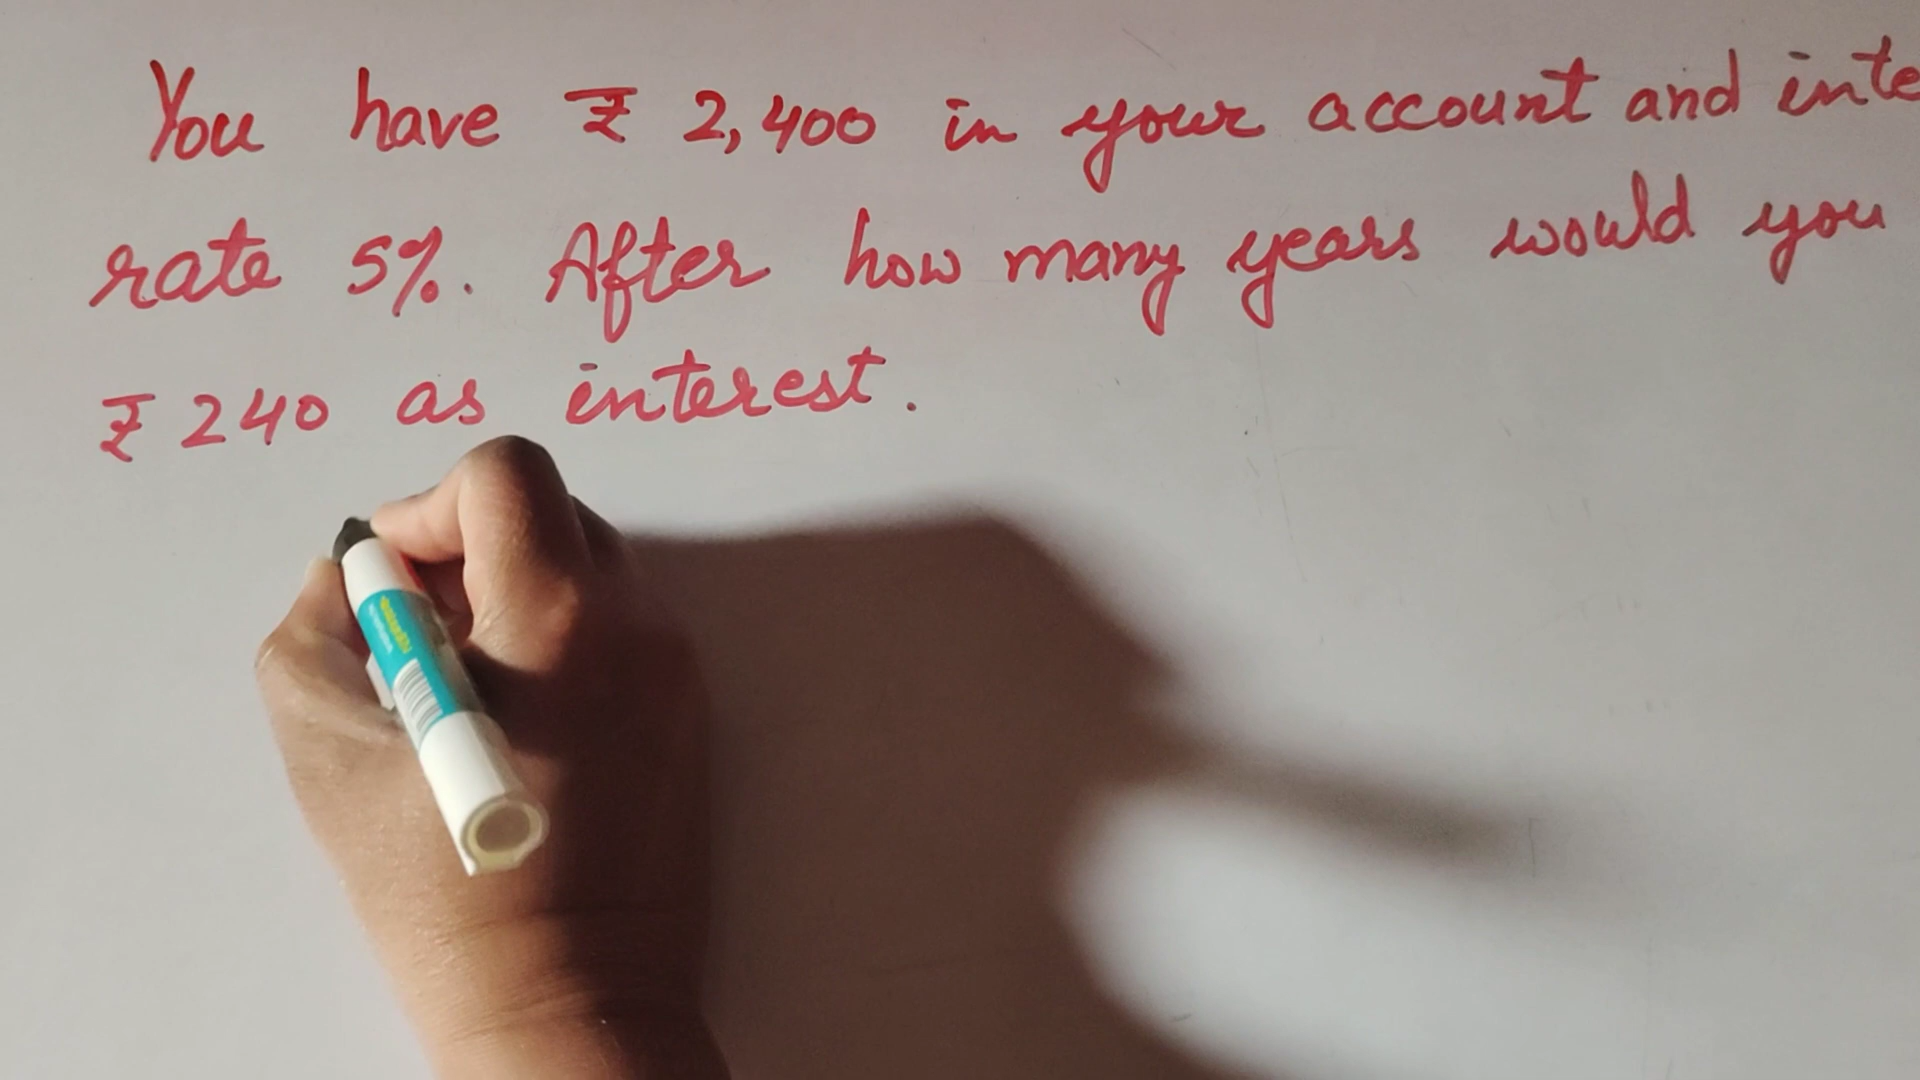 You have ₹ 2,400 in your account and inte
rate 5%. After how many years would you
₹ 240 as interest.